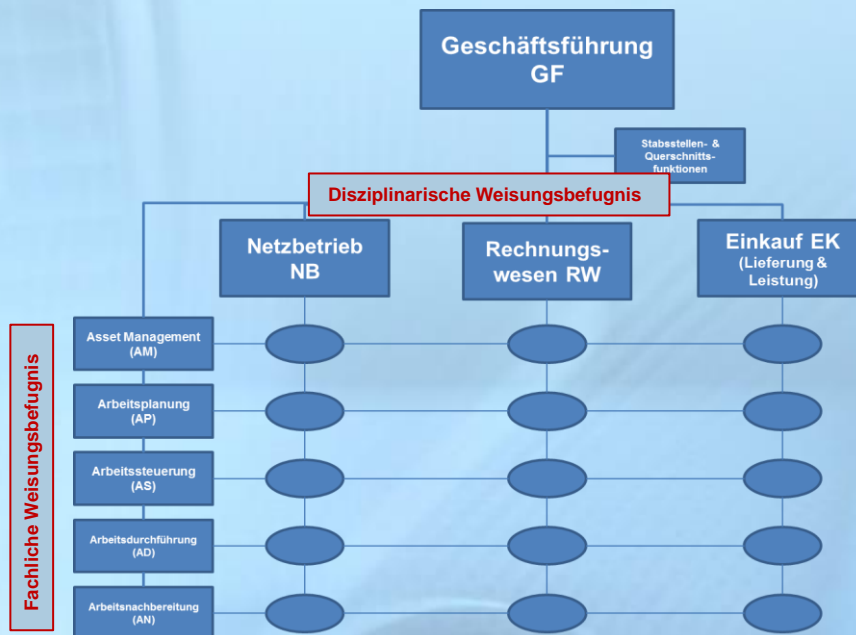 Geschäftsführung
GF
Stabsstellen- &
Querschnitts-
funktionen
Disziplinarische Weisungsbefugnis
Netzbetrieb
NB
Rechnungs-
wesen RW
Einkauf EK
(Lieferung &
Leistung)
Fachliche Weisungsbefugnis
Asset Management
(AM)
Arbeitsplanung
(AP)
Arbeitssteuerung
(AS)
Arbeitsdurchführung
(AD)
Arbeitsnachbereitung
(AN)